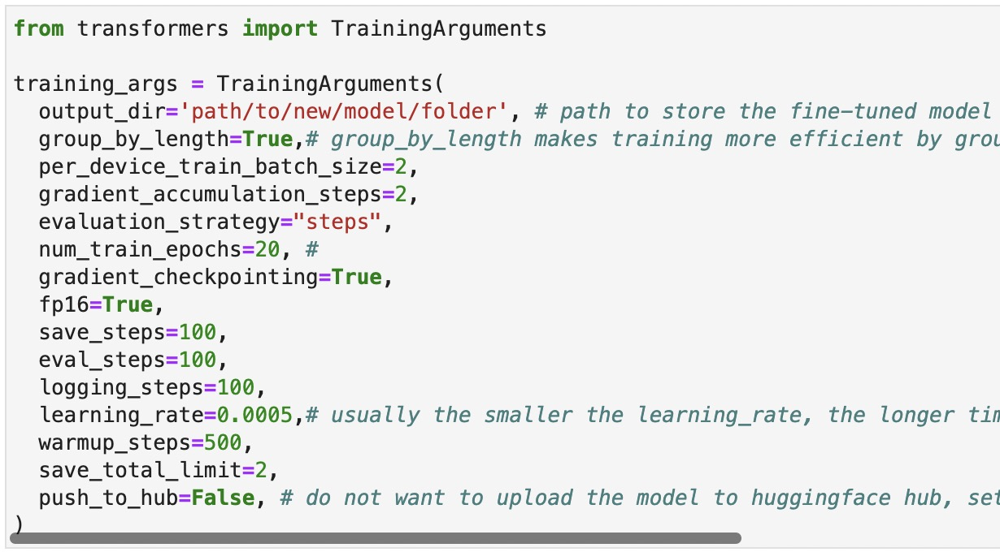 from transformers import TrainingArguments
training_args = TrainingArguments(
output_dir='path/to/new/model/folder', # path to store the fine-tuned model
group_by_length=True,# group_by_length makes training more efficient by
per_device_train_batch_size=2,
gradient_accumulation_steps=2,
evaluation_strategy="steps",
num_train_epochs=20, #
gradient_checkpointing=True,
fp16=True,
save_steps=100,
eval_steps=100,
logging_steps=100,
learning_rate=0.0005,# usually the smaller the learning_rate, the longer
warmup_steps=500,
save_total_limit=2,
push_to_hub=False, # do not want to upload the model to huggingface hub, set
)